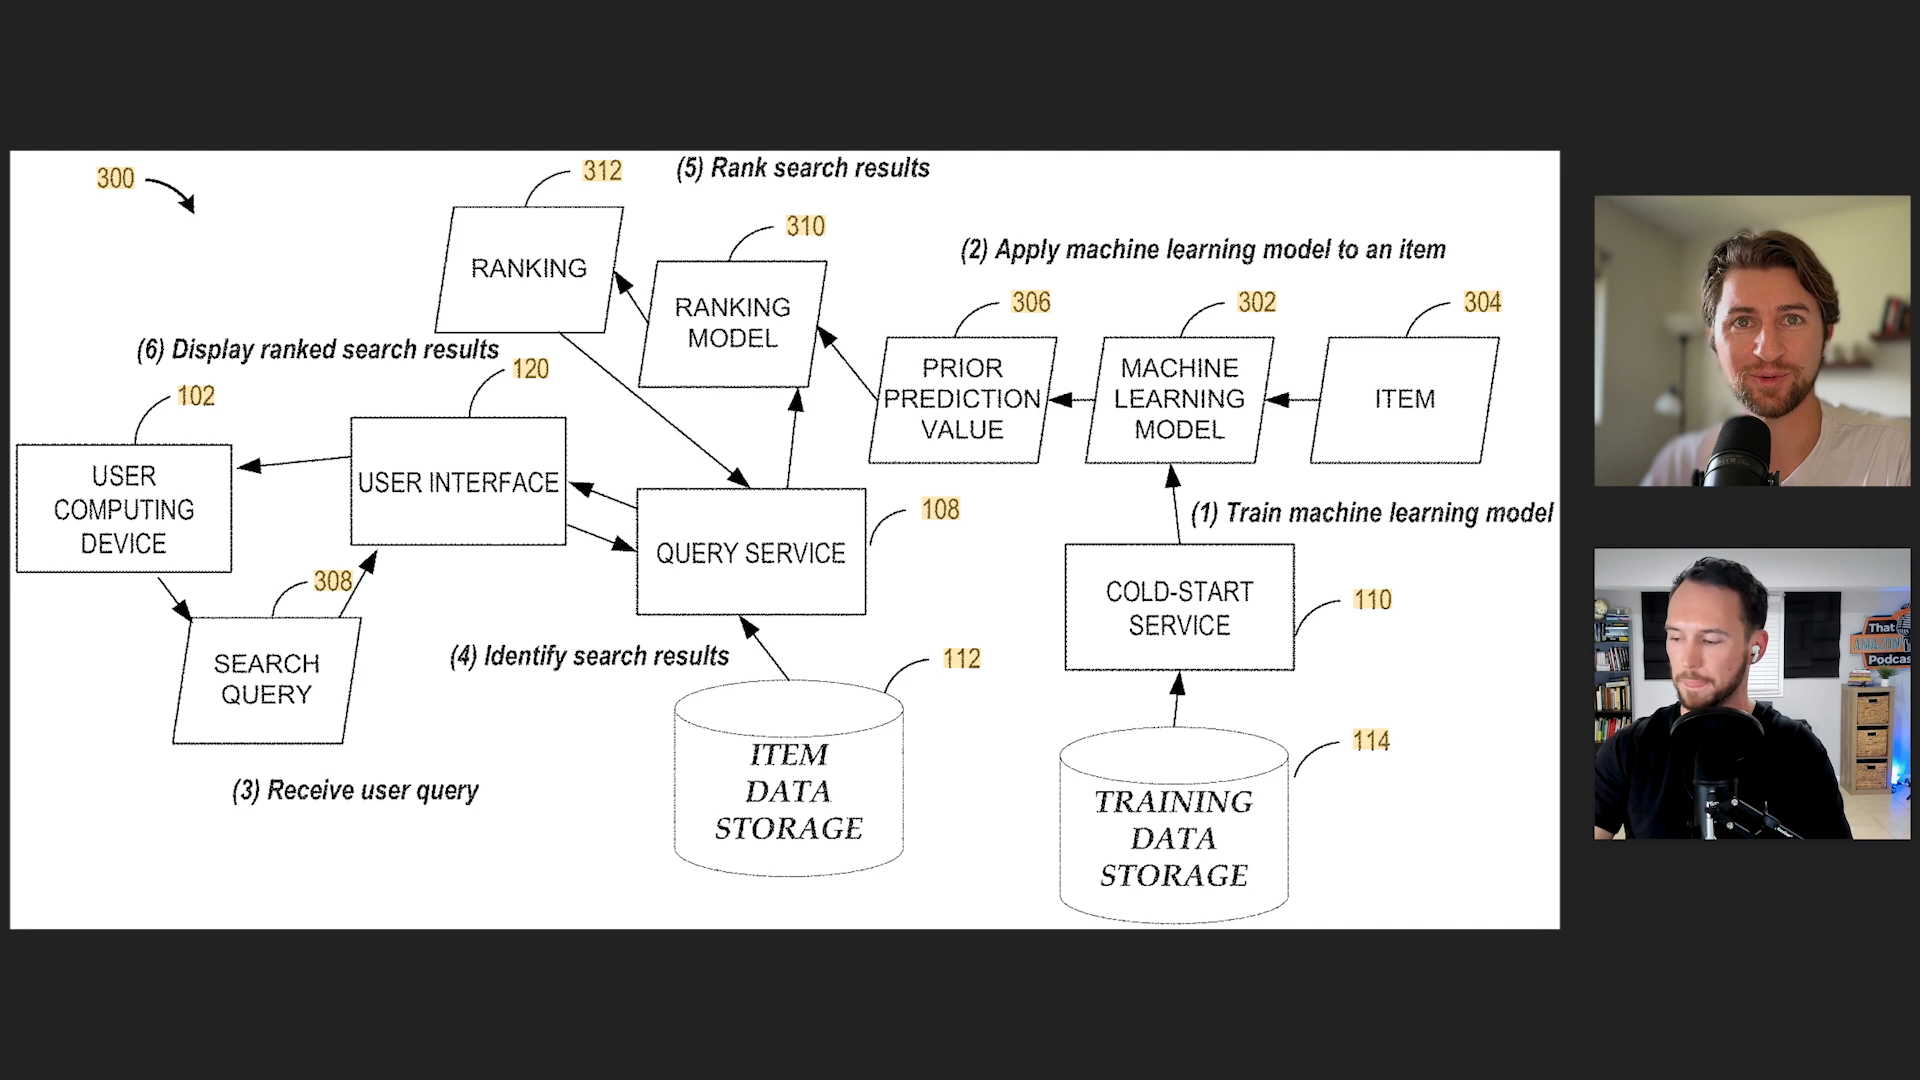 300
312
(5) Rank search results
310
RANKING
RANKING
MODEL
(2) Apply machine learning model to an item
306
302
304
PRIOR
PREDICTION
VALUE
MACHINE
LEARNING
MODEL
ITEM
(6) Display ranked search results
120
102
USER
COMPUTING
DEVICE
USER INTERFACE
QUERY SERVICE
108
(1) Train machine learning model
308
SEARCH
QUERY
(4) Identify search results
112
COLD-START
SERVICE
110
(3) Receive user query
ITEM
DATA
STORAGE
114
TRAINING
DATA
STORAGE
That
AMAZON
Podcas